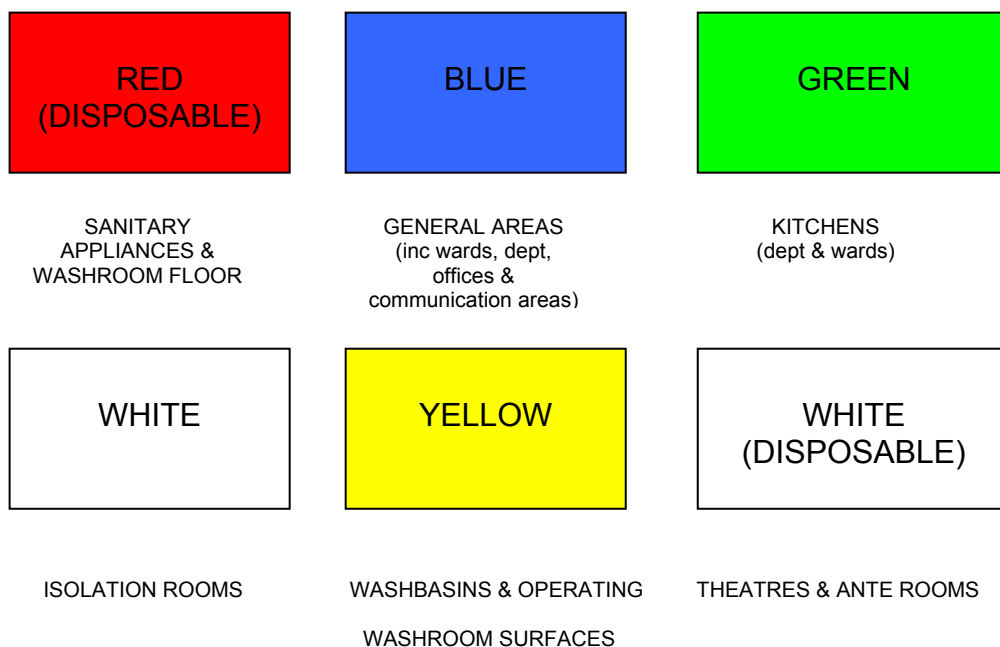 RED
(DISPOSABLE)
BLUE
GREEN
SANITARY
APPLIANCES &
WASHROOM FLOOR
GENERAL AREAS
(inc wards, dept,
offices &
communication areas)
KITCHENS
(dept & wards)
WHITE
YELLOW
WHITE
(DISPOSABLE)
ISOLATION ROOMS
WASHBASINS & OPERATING
WASHROOM SURFACES
THEATRES & ANTE ROOMS